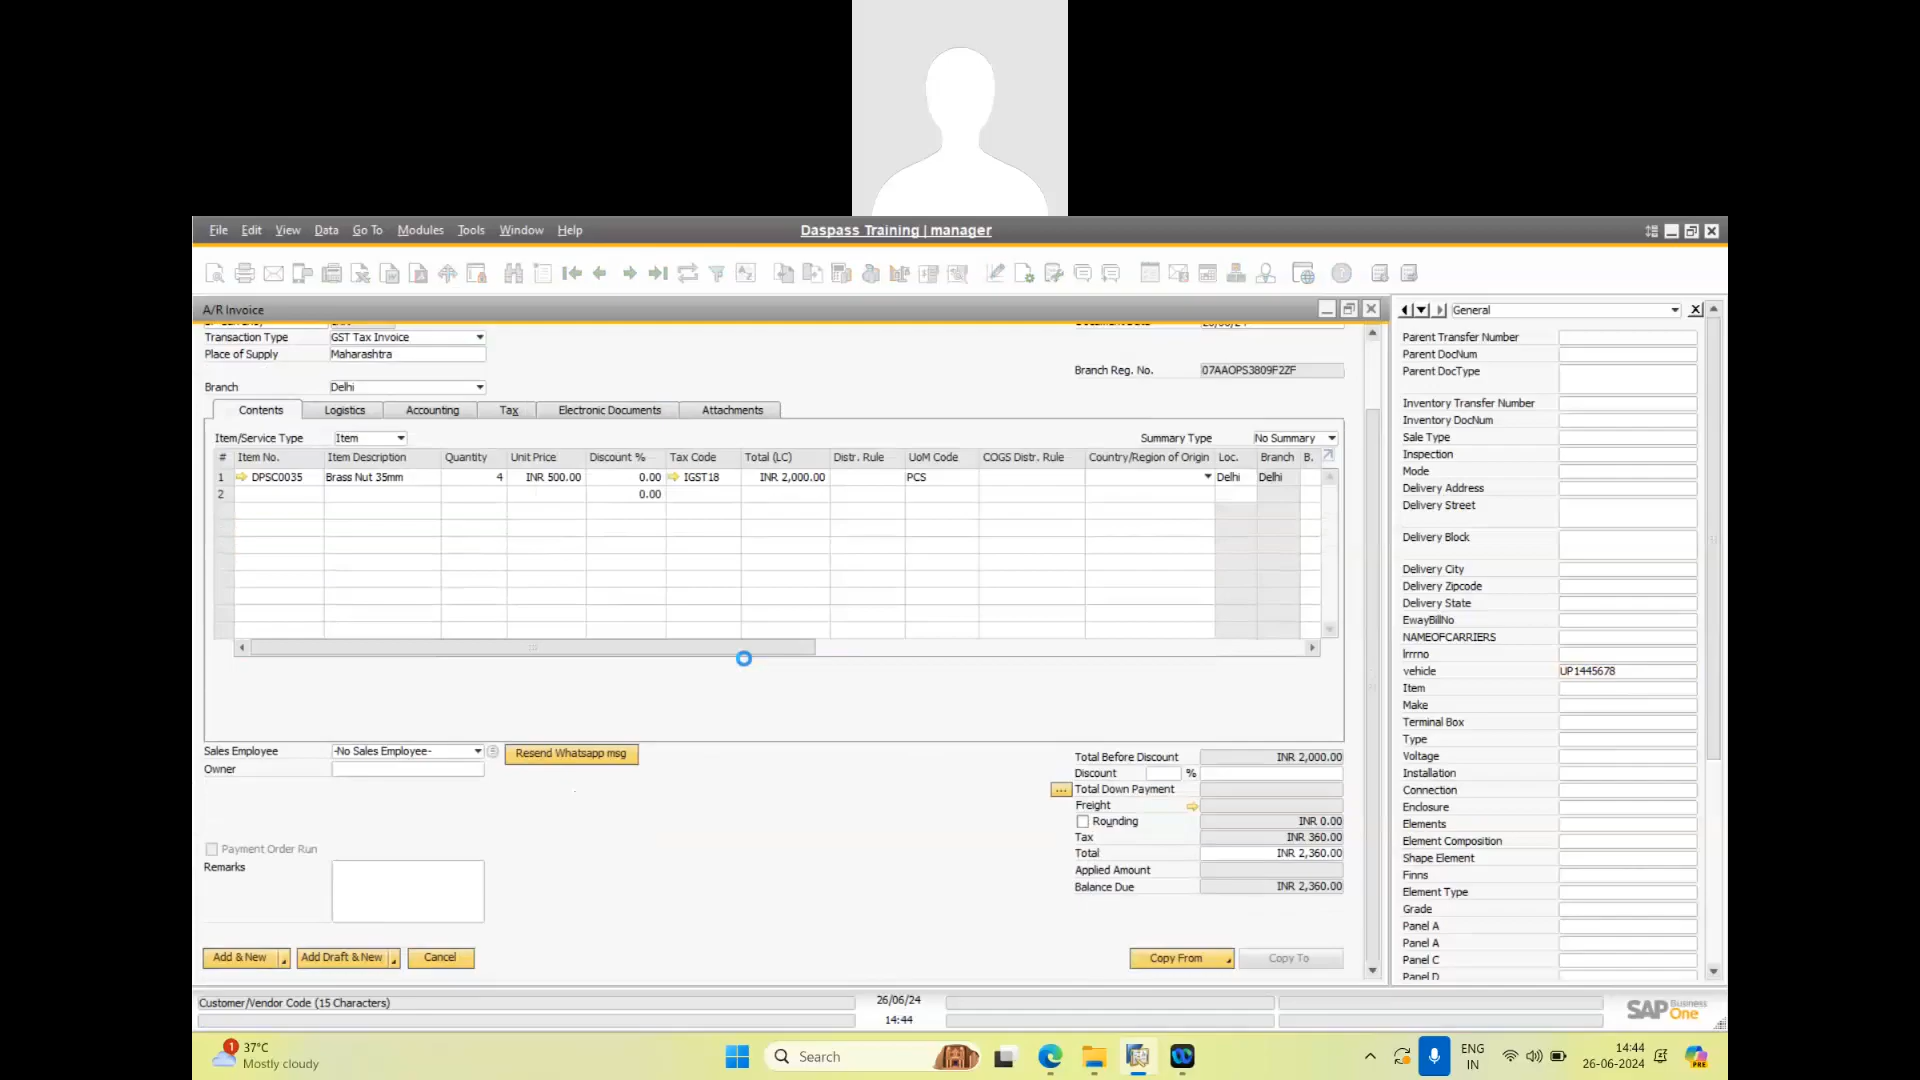 File Edit View Data Go To Modules Tools Window Help
Daspass Training | manager
A/R Invoice
General
Transaction Type GST Tax Invoice
Place of Supply Maharashtra
Branch Reg. No. 07AAOPS3809F2ZF
Branch Delhi
Contents Logistics Accounting Tax Electronic Documents Attachments
Item/Service Type Item
Summary Type No Summary
# Item No. Item Description Quantity Unit Price Discount % Tax Code Total (LC) Distr. Rule UoM Code COGS Distr. Rule Country/Region of Origin Loc. Branch B.
1 DPSC0035 Brass Nut 35mm 4 INR 500.00 0.00 IGST18 INR 2,000.00 PCS Delhi Delhi
2 0.00
Sales Employee -No Sales Employee-
Resend Whatsapp msg
Owner
Total Before Discount INR 2,000.00
Discount %
... Total Down Payment
Freight
Rounding INR 0.00
Tax INR 360.00
Total INR 2,360.00
Applied Amount
Balance Due INR 2,360.00
Payment Order Run
Remarks
Add & New Add Draft & New Cancel
Copy From Copy To
Parent Transfer Number
Parent DocNum
Parent DocType
Inventory Transfer Number
Inventory DocNum
Sale Type
Inspection
Mode
Delivery Address
Delivery Street
Delivery Block
Delivery City
Delivery Zipcode
Delivery State
EwayBillNo
NAMEOFCARRIERS
lrrrno
vehicle UP1445678
Item
Make
Terminal Box
Type
Voltage
Installation
Connection
Enclosure
Elements
Element Composition
Shape Element
Finns
Element Type
Grade
Panel A
Panel A
Panel C
Panel D
Customer/Vendor Code (15 Characters)
26/06/24
14:44
SAP Business One
1
37°C
Mostly cloudy
Search
ENG
IN
14:44
26-06-2024
PRE